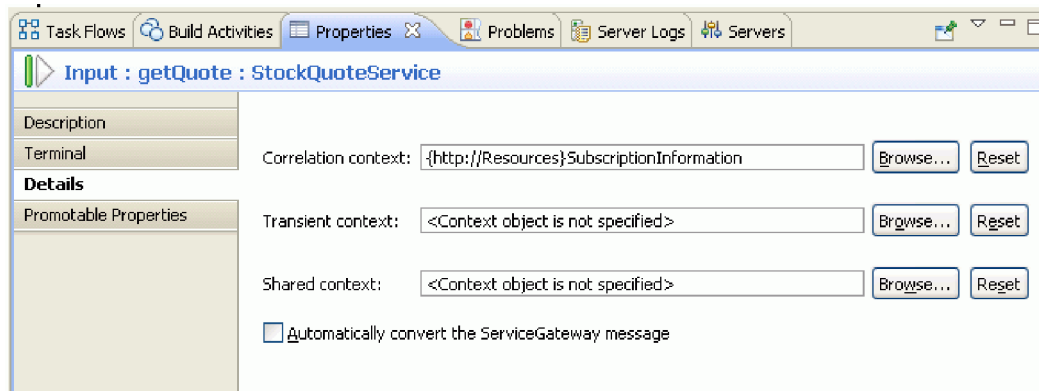 Task Flows Build Activities Properties Problems Server Logs Servers
Input : getQuote : StockQuoteService
Description
Terminal
Details
Promotable Properties
Correlation context: {http://Resources}SubscriptionInformation Browse... Reset
Transient context: <Context object is not specified> Browse... Reset
Shared context: <Context object is not specified> Browse... Reset
Automatically convert the ServiceGateway message